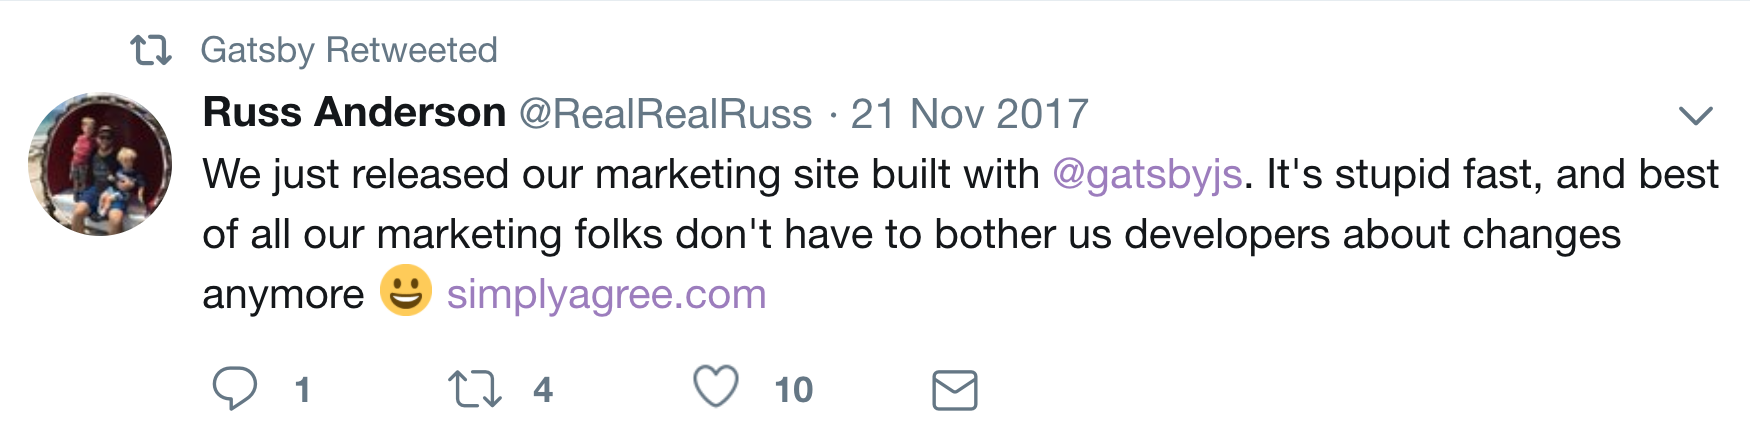 Gatsby Retweeted
Russ Anderson @RealRealRuss · 21 Nov 2017
We just released our marketing site built with @gatsbyjs. It's stupid fast, and best
of all our marketing folks don't have to bother us developers about changes
anymore 😀 simplyagree.com
1 4 10